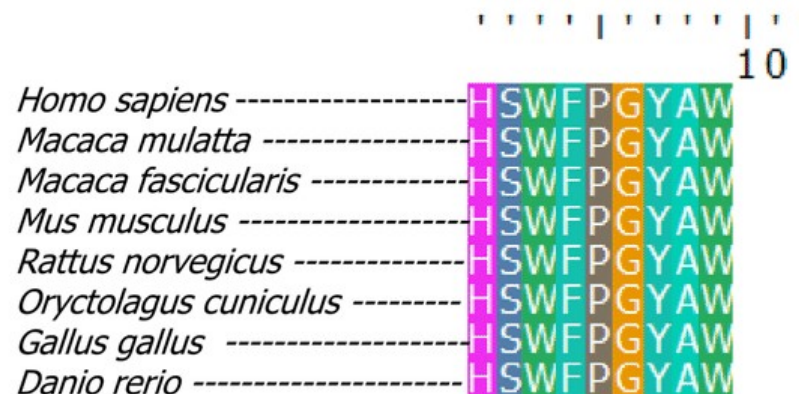 10
Homo sapiens ------------------ HSWFPGYAW
Macaca mulatta ---------------- HSWFPGYAW
Macaca fascicularis ------------ HSWFPGYAW
Mus musculus ----------------- HSWFPGYAW
Rattus norvegicus ------------- HSWFPGYAW
Oryctolagus cuniculus --------- HSWFPGYAW
Gallus gallus ------------------ HSWFPGYAW
Danio rerio --------------------- HSWFPGYAW